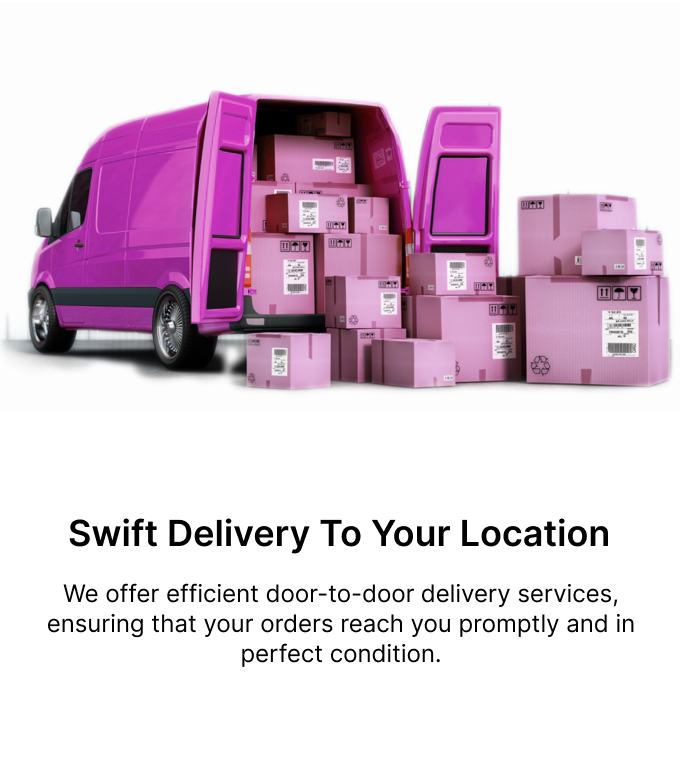 Swift Delivery To Your Location
We offer efficient door-to-door delivery services,
ensuring that your orders reach you promptly and in
perfect condition.